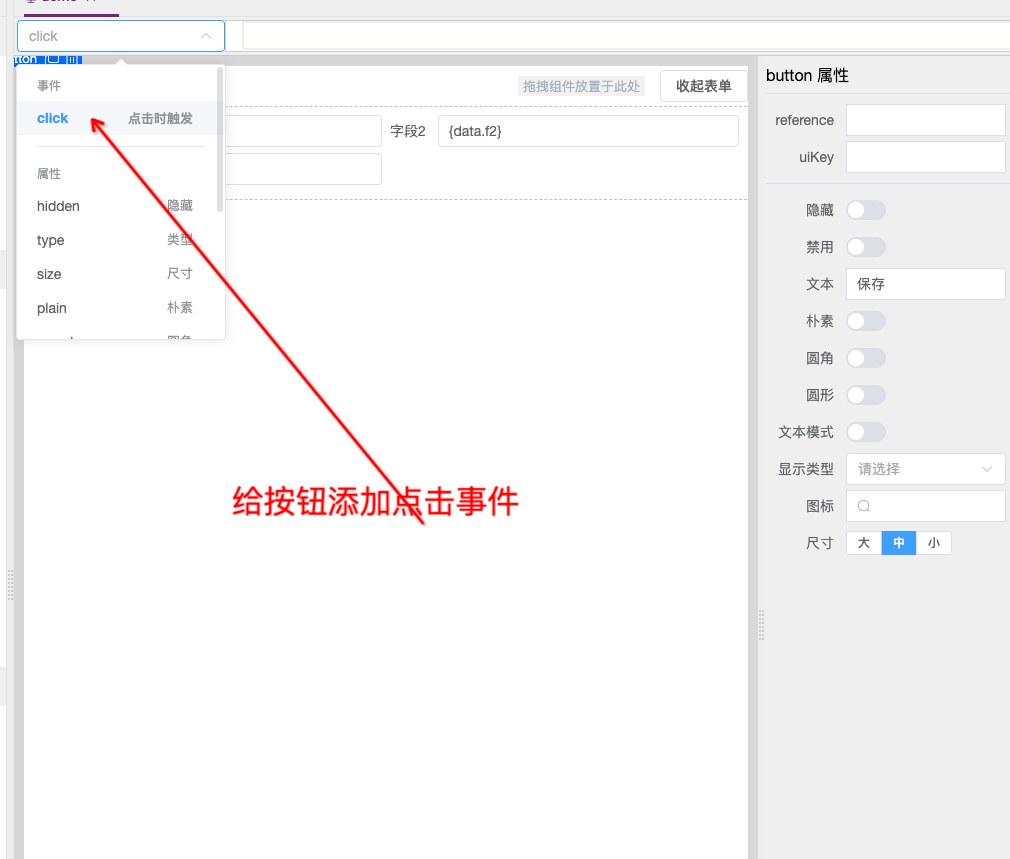 click
事件
click 点击时触发
属性
hidden 隐藏
type 类型
size 尺寸
plain 朴素
拖拽组件放置于此处
收起表单
字段2
{data.f2}
给按钮添加点击事件
button 属性
reference
uiKey
隐藏
禁用
文本 保存
朴素
圆角
圆形
文本模式
显示类型 请选择
图标
尺寸 大 中 小